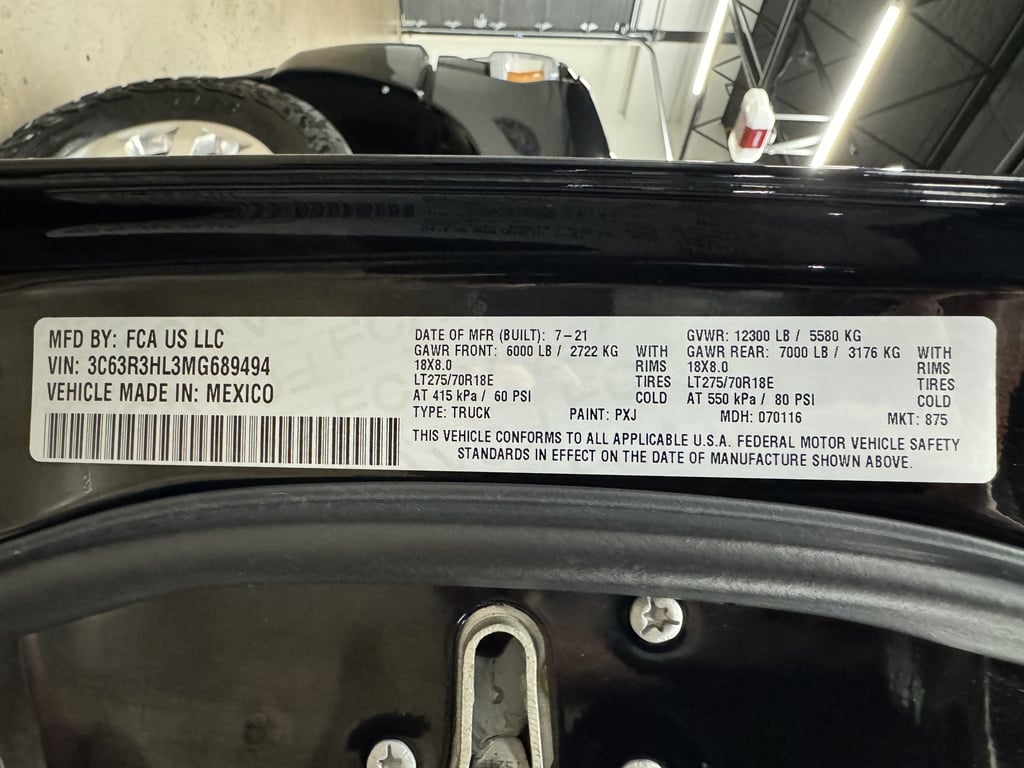 MFD BY: FCA US LLC
VIN: 3C63R3HL3MG689494
VEHICLE MADE IN: MEXICO
DATE OF MFR (BUILT): 7-21
GAWR FRONT: 6000 LB / 2722 KG WITH
18X8.0 RIMS
LT275/70R18E TIRES
AT 415 kPa / 60 PSI COLD
TYPE: TRUCK PAINT: PXJ
GVWR: 12300 LB / 5580 KG
GAWR REAR: 7000 LB / 3176 KG WITH
18X8.0 RIMS
LT275/70R18E TIRES
AT 550 kPa / 80 PSI COLD
MDH: 070116 MKT: 875
THIS VEHICLE CONFORMS TO ALL APPLICABLE U.S.A. FEDERAL MOTOR VEHICLE SAFETY
STANDARDS IN EFFECT ON THE DATE OF MANUFACTURE SHOWN ABOVE.